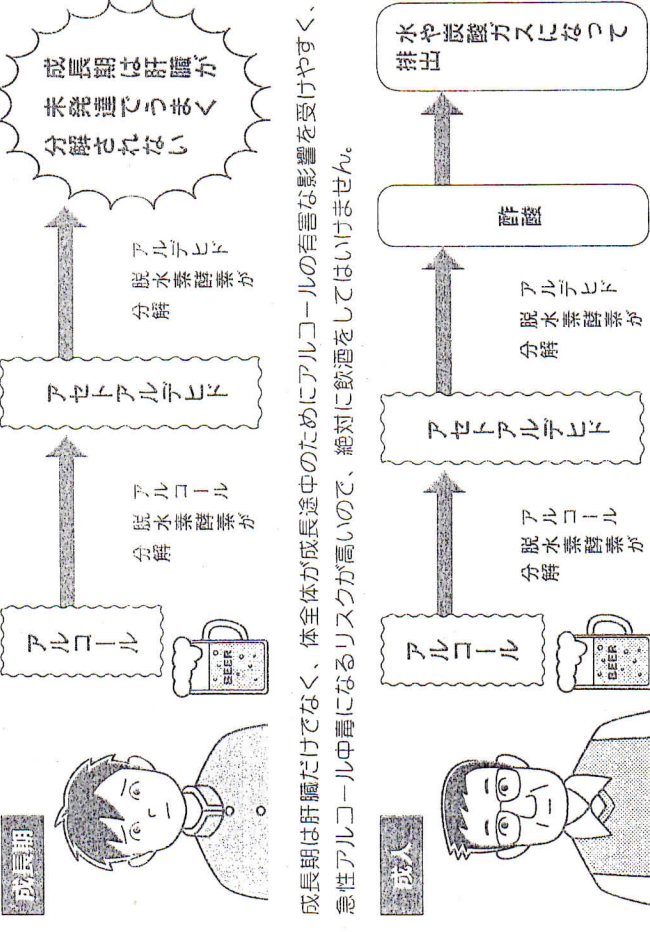 成長期
アルコール
BEER
アルコール
脱水素酵素が
分解
アセトアルデヒド
アルデヒド
脱水素酵素が
分解
成長期は肝臓が
未発達でうまく
分解されない
成長期は肝臓だけでなく、体全体が成長途中のためにアルコールの有害な影響を受けやすく、
急性アルコール中毒になるリスクが高いので、絶対に飲酒をしてはいけません。
成人
アルコール
BEER
アルコール
脱水素酵素が
分解
アセトアルデヒド
アルデヒド
脱水素酵素が
分解
酢酸
水や炭酸ガスになって
排出